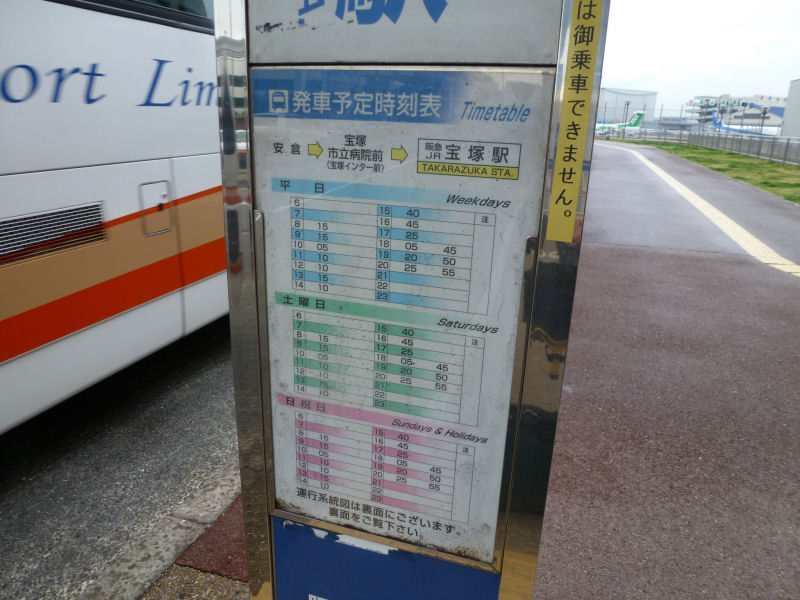 ort Lim
は御乗車できません。
発車予定時刻表 Timetable
安倉 宝塚市立病院前 (宝塚インター前) 阪急 JR 宝塚駅
TAKARAZUKA STA.
平日 Weekdays
6 15 40 注
7 16 45
8 15 17 25
9 15 18 05 45
10 05 19 20 50
11 10 20 25 55
12 10 21
13 15 22
14 10 23
土曜日 Saturdays
6 15 40 注
7 16 45
8 15 17 25
9 15 18 05 45
10 05 19 20 50
11 10 20 25 55
12 10 21
13 15 22
14 10 23
日祝日 Sundays & Holidays
6 15 40 注
7 16 45
8 15 17 25
9 15 18 05 45
10 05 19 20 50
11 10 20 25 55
12 10 21
13 15 22
14 10 23
運行系統図は裏面にございます。
裏面をご覧下さい。